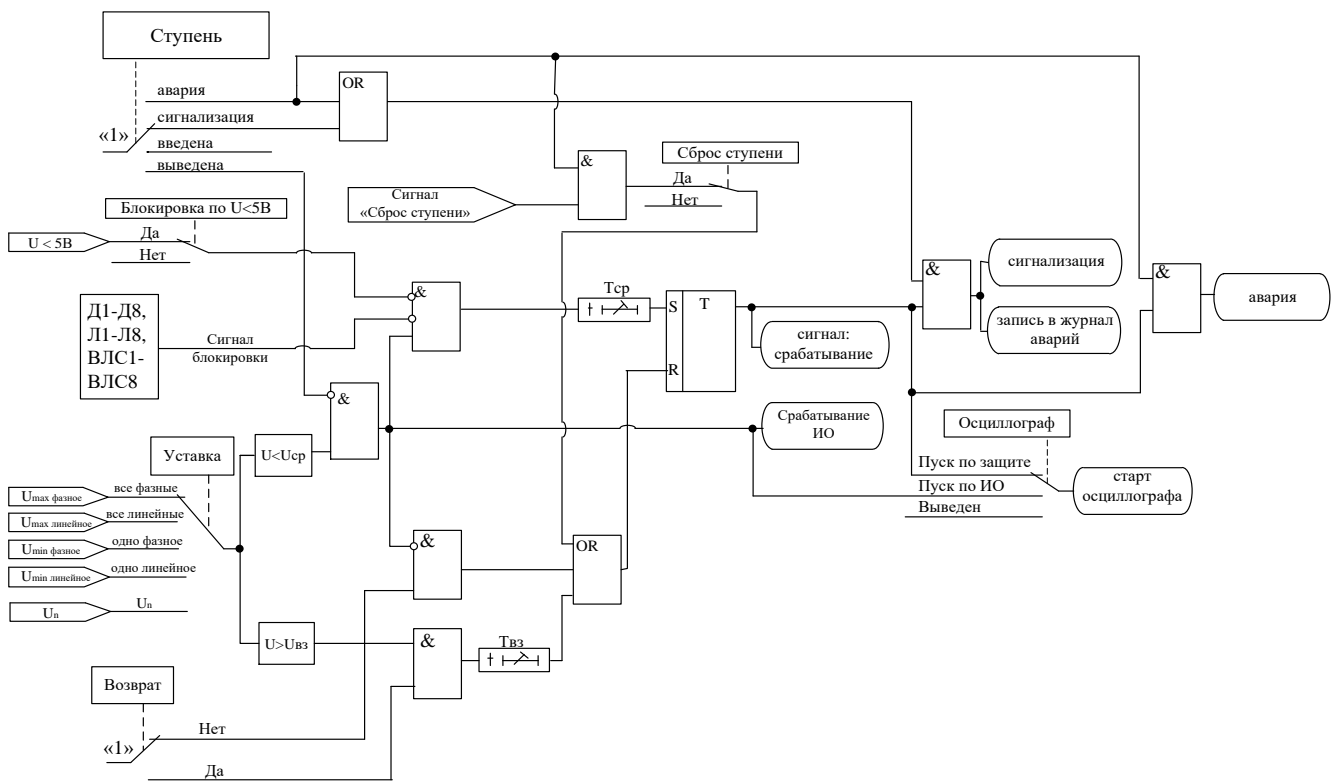 Ступень
авария
сигнализация
«1»
введена
выведена
OR
&
Сброс ступени
Да
Нет
Сигнал
«Сброс ступени»
Блокировка по U<5В
U < 5В
Да
Нет
Д1-Д8,
Л1-Л8,
ВЛС1-
ВЛС8
Сигнал
блокировки
&
Тср
S
T
R
сигнал:
срабатывание
&
сигнализация
запись в журнал
аварий
&
авария
&
Срабатывание
ИО
Осциллограф
Пуск по защите
Пуск по ИО
Выведен
старт
осциллографа
Уставка
U<Uср
Umax фазное
все фазные
Umax линейное
все линейные
Umin фазное
одно фазное
Umin линейное
одно линейное
Un
Un
&
OR
U>Uвз
&
Твз
Возврат
«1»
Нет
Да